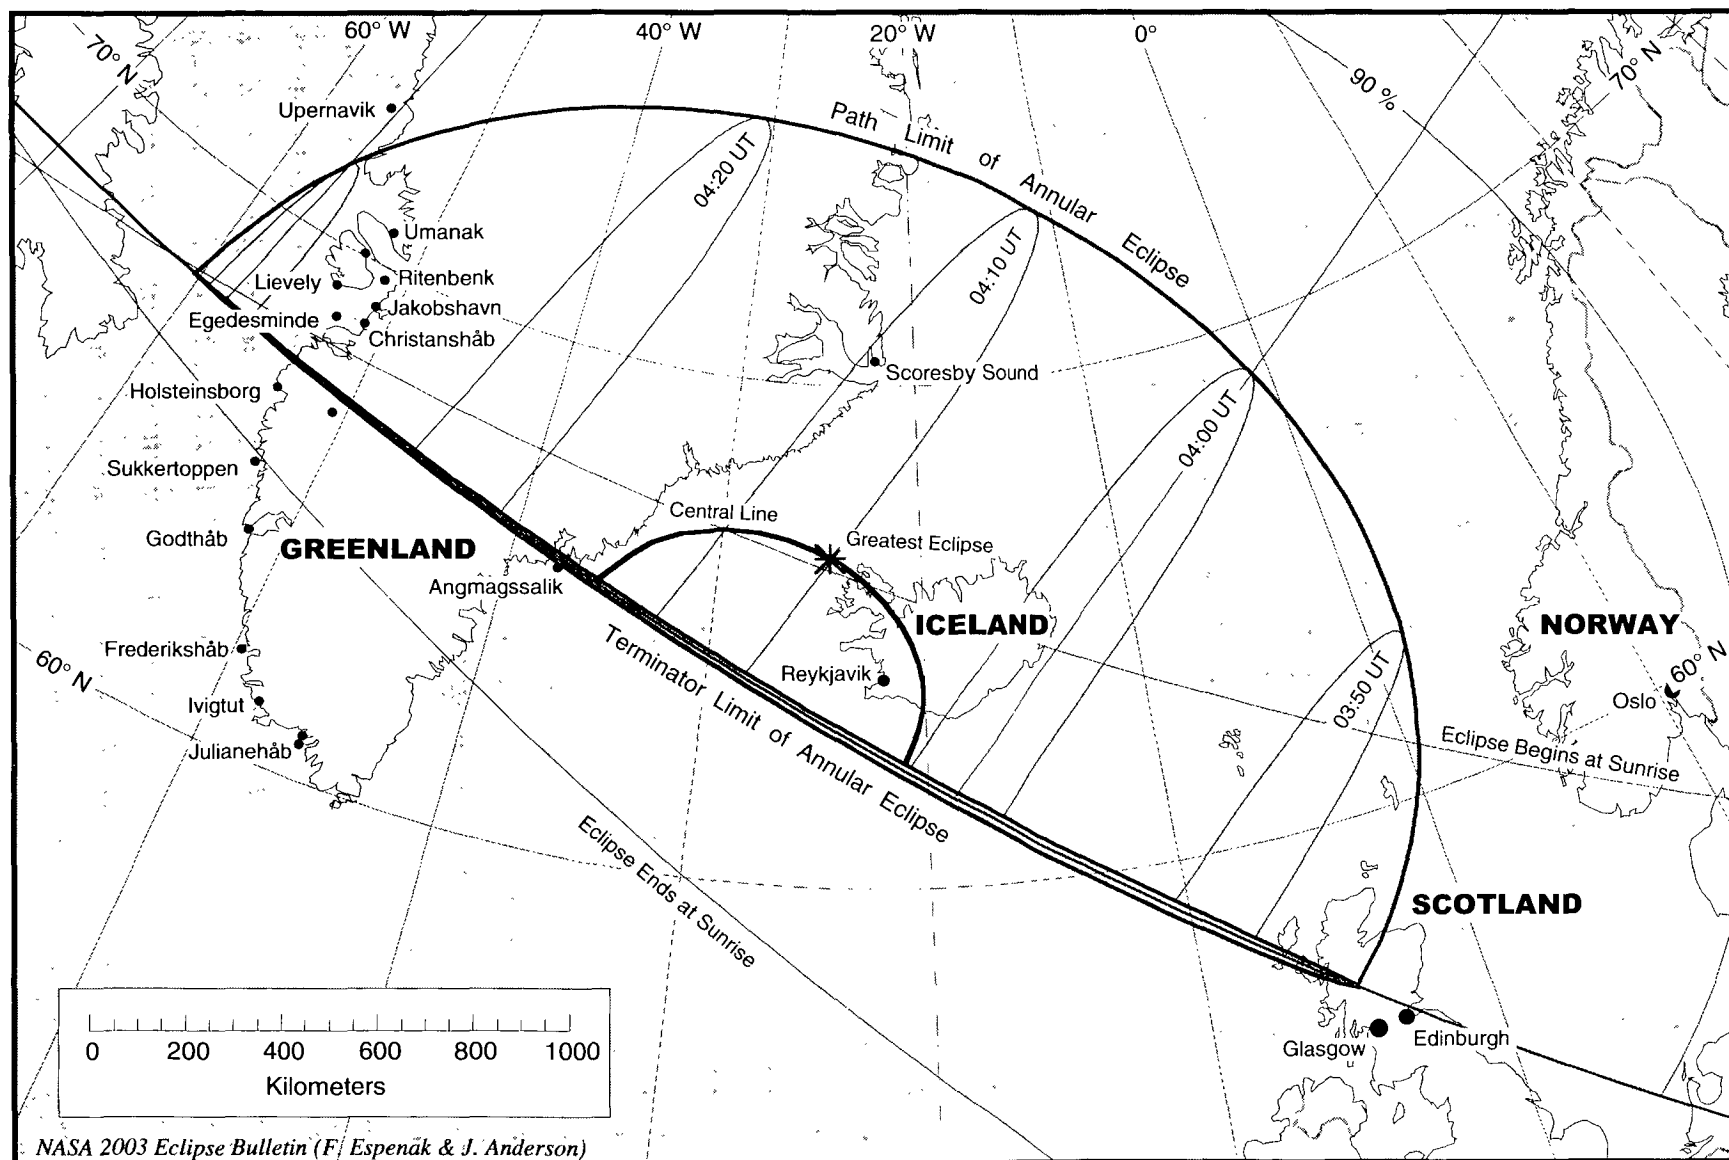 60° W
40° W
20° W
0°
70° N
90 %
70° N
Upernavik
Path Limit of Annular Eclipse
04:20 UT
Umanak
04:10 UT
Lievely
Ritenbenk
Jakobshavn
Egedesminde
Christanshåb
Scoresby Sound
Holsteinsborg
04:00 UT
Sukkertoppen
Central Line
Godthåb
GREENLAND
Greatest Eclipse
Angmagssalik
ICELAND
NORWAY
Terminator Limit of Annular Eclipse
Frederikshåb
60° N
Reykjavik
03:50 UT
60° N
Oslo
Ivigtut
Julianehåb
Eclipse Begins at Sunrise
Eclipse Ends at Sunrise
SCOTLAND
Glasgow
Edinburgh
0 200 400 600 800 1000
Kilometers
NASA 2003 Eclipse Bulletin (F. Espenak & J. Anderson)